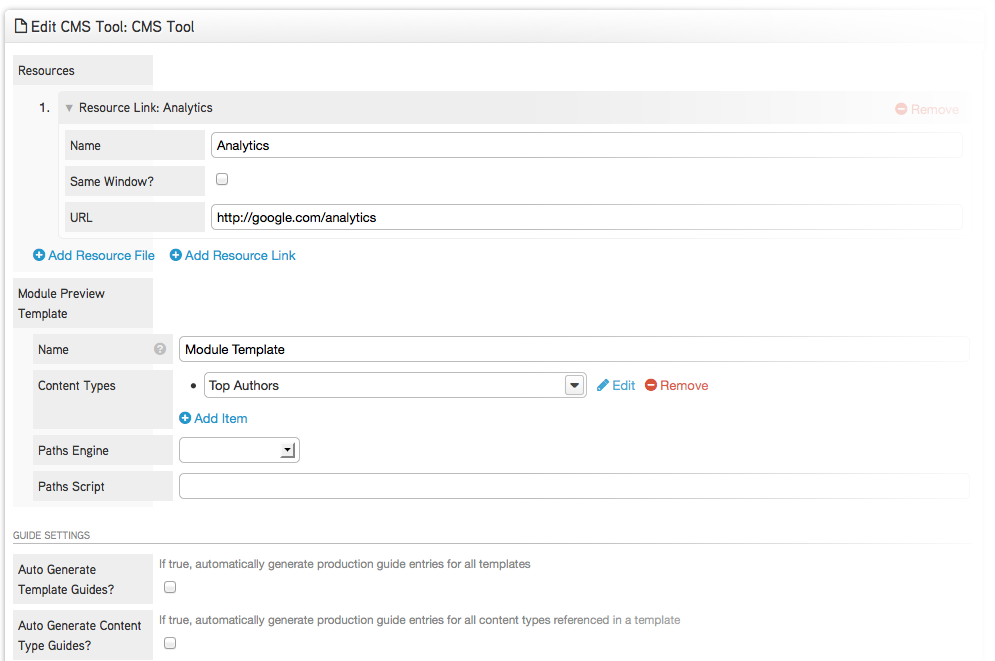 Edit CMS Tool: CMS Tool
Resources
1. Resource Link: Analytics Remove
Name Analytics
Same Window?
URL http://google.com/analytics
Add Resource File Add Resource Link
Module Preview
Template
Name ? Module Template
Content Types • Top Authors Edit Remove
Add Item
Paths Engine
Paths Script
GUIDE SETTINGS
Auto Generate
Template Guides?
If true, automatically generate production guide entries for all templates
Auto Generate Content
Type Guides?
If true, automatically generate production guide entries for all content types referenced in a template